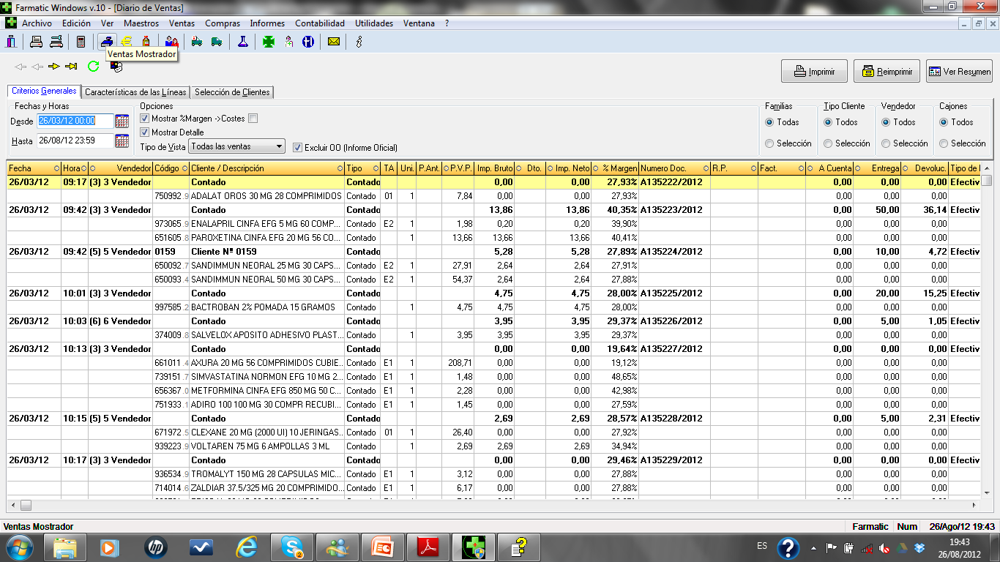 Farmatic Windows v.10 - [Diario de Ventas]
Archivo Edición Ver Maestros Ventas Compras Informes Contabilidad Utilidades Ventana ?
Ventas Mostrador
Imprimir Reimprimir Ver Resumen
Criterios Generales Características de las Líneas Selección de Clientes
Fechas y Horas Opciones Familias Tipo Cliente Vendedor Cajones
Desde 26/03/12 00:00 Mostrar %Margen ->Costes Todas Todos Todos Todos
Mostrar Detalle
Hasta 26/08/12 23:59 Tipo de Vista Todas las ventas Excluir OO (Informe Oficial) Selección Selección Selección Selección
Fecha Hora Vendedor Código Cliente / Descripción Tipo TA Uni. P.Ant. P.V.P. Imp. Bruto Dto. Imp. Neto % Margen Numero Doc. R.P. Fact. A Cuenta Entrega Devoluc. Tipo de
26/03/12 09:17 (3) 3 Vendedor Contado Contado 0,00 0,00 27,93% A135222/2012 0,00 0,00 0,00 Efectiv
750992 .9 ADALAT OROS 30 MG 28 COMPRIMIDOS Contado 01 1 7,84 0,00 0,00 27,93% 0,00 0,00 0,00
26/03/12 09:42 (3) 3 Vendedor Contado Contado 13,86 13,86 40,35% A135223/2012 0,00 50,00 36,14 Efectiv
973065 .9 ENALAPRIL CINFA EFG 5 MG 60 COMP... Contado E2 1 1,98 0,20 0,20 39,90% 0,00 0,00 0,00
651605 .8 PAROXETINA CINFA EFG 20 MG 56 CO... Contado 1 13,66 13,66 13,66 40,41% 0,00 0,00 0,00
26/03/12 09:42 (5) 5 Vendedor 0159 Cliente Nª 0159 Contado 5,28 5,28 27,89% A135224/2012 0,00 10,00 4,72 Efectiv
650092 .7 SANDIMMUN NEORAL 25 MG 30 CAPS... Contado E2 1 27,91 2,64 2,64 27,91% 0,00 0,00 0,00
650093 .4 SANDIMMUN NEORAL 50 MG 30 CAPS... Contado E2 1 54,37 2,64 2,64 27,88% 0,00 0,00 0,00
26/03/12 10:01 (3) 3 Vendedor Contado Contado 4,75 4,75 28,00% A135225/2012 0,00 20,00 15,25 Efectiv
997585 .2 BACTROBAN 2% POMADA 15 GRAMOS Contado 1 4,75 4,75 4,75 28,00% 0,00 0,00 0,00
26/03/12 10:03 (6) 6 Vendedor Contado Contado 3,95 3,95 29,37% A135226/2012 0,00 5,00 1,05 Efectiv
374009 .8 SALVELOX APOSITO ADHESIVO PLAST... Contado 1 3,95 3,95 3,95 29,37% 0,00 0,00 0,00
26/03/12 10:13 (3) 3 Vendedor Contado Contado 0,00 0,00 19,64% A135227/2012 0,00 0,00 0,00 Efectiv
661011 .4 AXURA 20 MG 56 COMPRIMIDOS CUBIE... Contado E1 1 208,71 0,00 0,00 19,12% 0,00 0,00 0,00
739151 .7 SIMVASTATINA NORMON EFG 10 MG 2... Contado E1 1 1,48 0,00 0,00 48,65% 0,00 0,00 0,00
656367 .0 METFORMINA CINFA EFG 850 MG 50 C... Contado E1 1 2,28 0,00 0,00 42,98% 0,00 0,00 0,00
751933 .1 ADIRO 100 100 MG 30 COMPR RECUBI... Contado E1 1 1,45 0,00 0,00 27,59% 0,00 0,00 0,00
26/03/12 10:15 (5) 5 Vendedor Contado Contado 2,69 2,69 28,57% A135228/2012 0,00 5,00 2,31 Efectiv
671972 .5 CLEXANE 20 MG (2000 UI) 10 JERINGAS... Contado 01 1 26,40 0,00 0,00 27,92% 0,00 0,00 0,00
939223 .9 VOLTAREN 75 MG 6 AMPOLLAS 3 ML Contado 1 2,69 2,69 2,69 34,94% 0,00 0,00 0,00
26/03/12 10:17 (3) 3 Vendedor Contado Contado 0,00 0,00 29,46% A135229/2012 0,00 0,00 0,00 Efectiv
936534 .9 TROMALYT 150 MG 28 CAPSULAS MIC... Contado E1 1 3,12 0,00 0,00 27,88% 0,00 0,00 0,00
714014 .6 ZALDIAR 37.5/325 MG 20 COMPRIMIDO... Contado E1 1 6,17 0,00 0,00 27,88% 0,00 0,00 0,00
Ventas Mostrador Farmatic Num 26/Ago/12 19:43
ES 19:43
26/08/2012